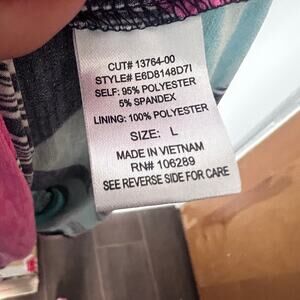 CUT# 13764-00
STYLE# E6D8148D7I
SELF: 95% POLYESTER
5% SPANDEX
LINING: 100% POLYESTER
SIZE: L
MADE IN VIETNAM
RN# 106289
SEE REVERSE SIDE FOR CARE